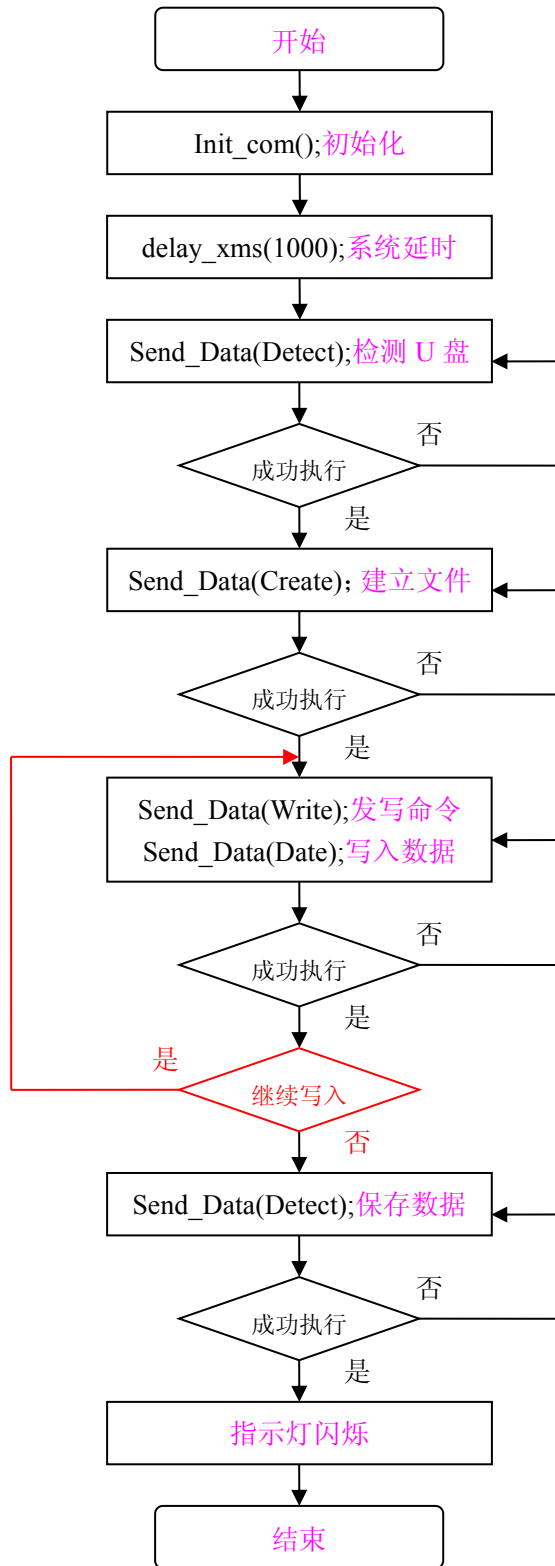 开始
Init_com();初始化
delay_xms(1000);系统延时
Send_Data(Detect);检测 U 盘
否
成功执行
是
Send_Data(Create)；建立文件
否
成功执行
是
Send_Data(Write);发写命令
Send_Data(Date);写入数据
否
成功执行
是
是
继续写入
否
Send_Data(Detect);保存数据
否
成功执行
是
指示灯闪烁
结束